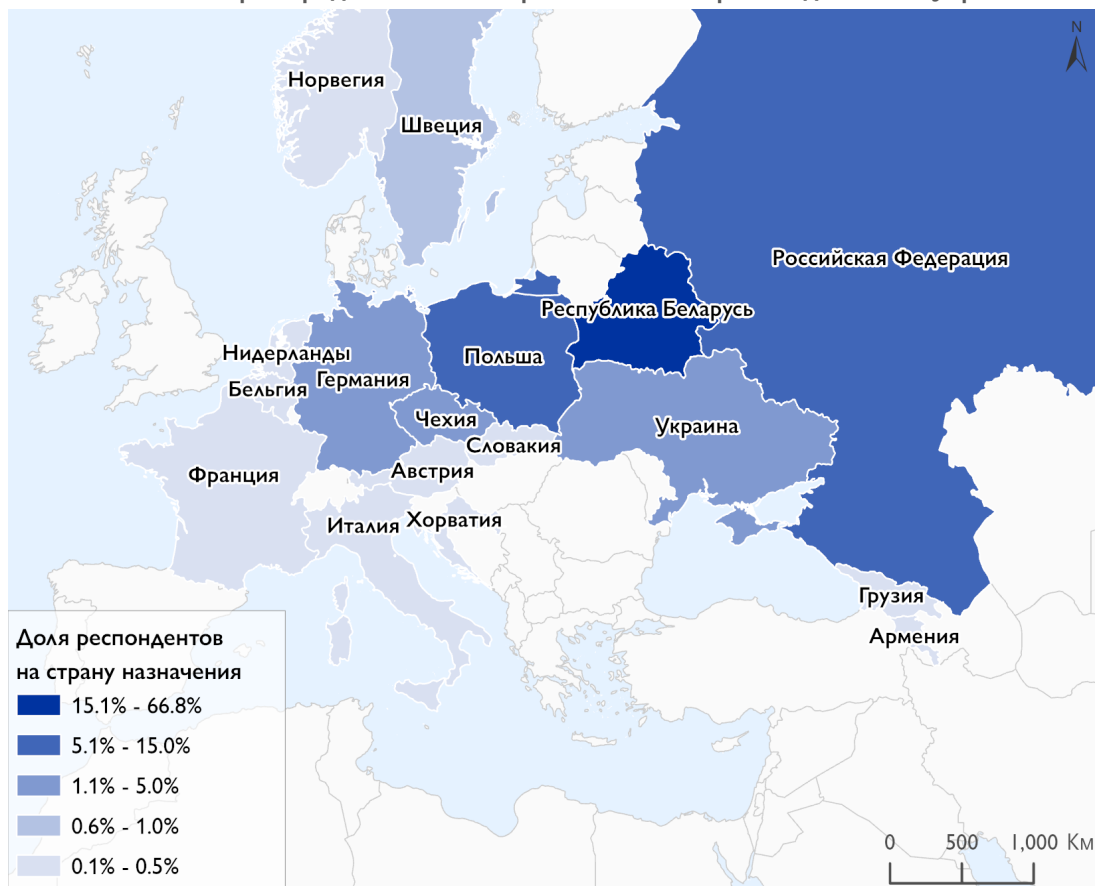 N
Норвегия
Швеция
Российская Федерация
Республика Беларусь
Нидерланды
Польша
Германия
Бельгия
Чехия
Украина
Словакия
Франция
Австрия
Италия
Хорватия
Грузия
Армения
Доля респондентов
на страну назначения
15.1% - 66.8%
5.1% - 15.0%
1.1% - 5.0%
0.6% - 1.0%
0.1% - 0.5%
0 500 1,000 Км